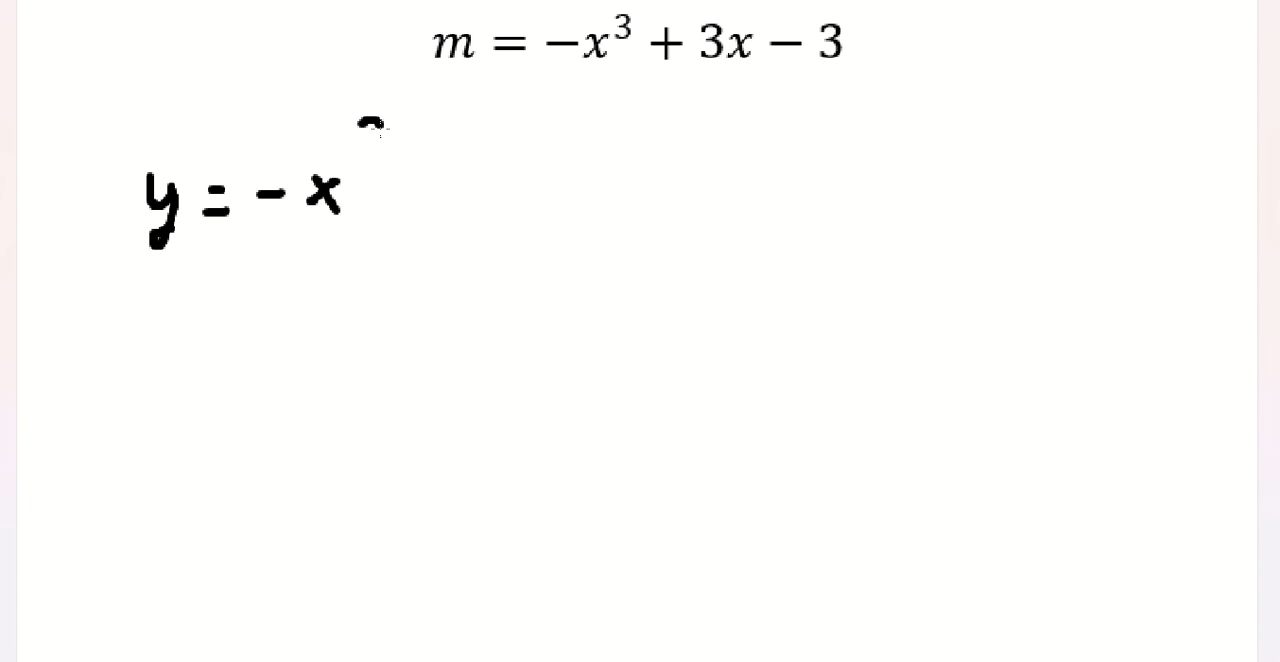 m = −x³ + 3x − 3
y = - x